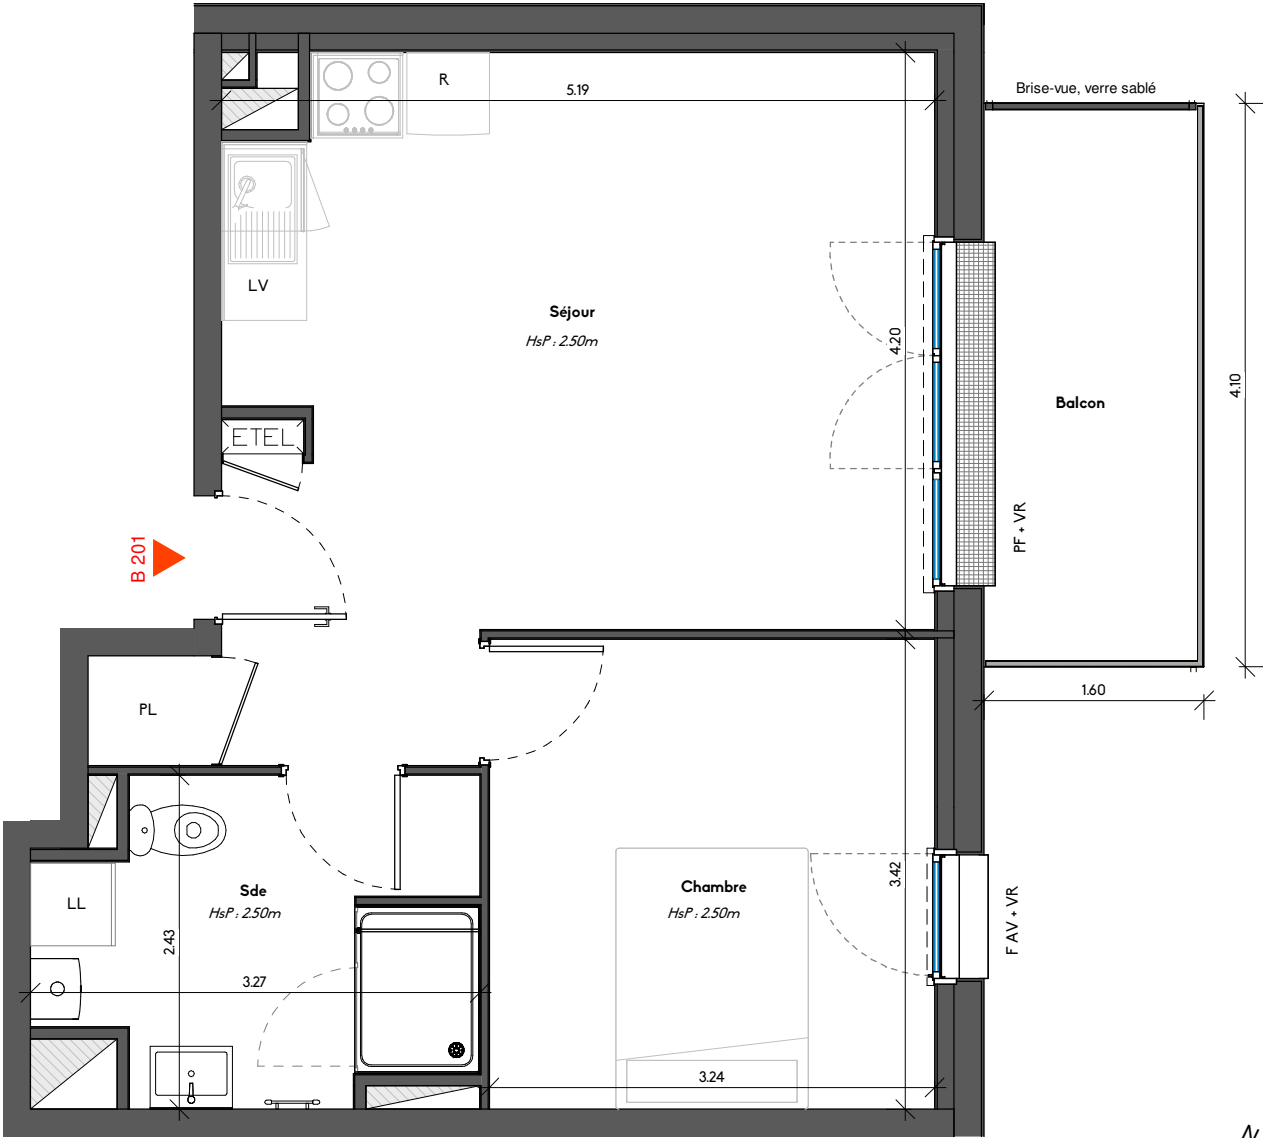 Brise-vue, verre sablé
R
5.19
LV
Séjour
HsP : 2.50m
4.20
4.10
Balcon
ETEL
PF + VR
B 201
1.60
PL
Sde
HsP : 2.50m
Chambre
HsP : 2.50m
3.42
LL
F AV + VR
2.43
3.27
3.24